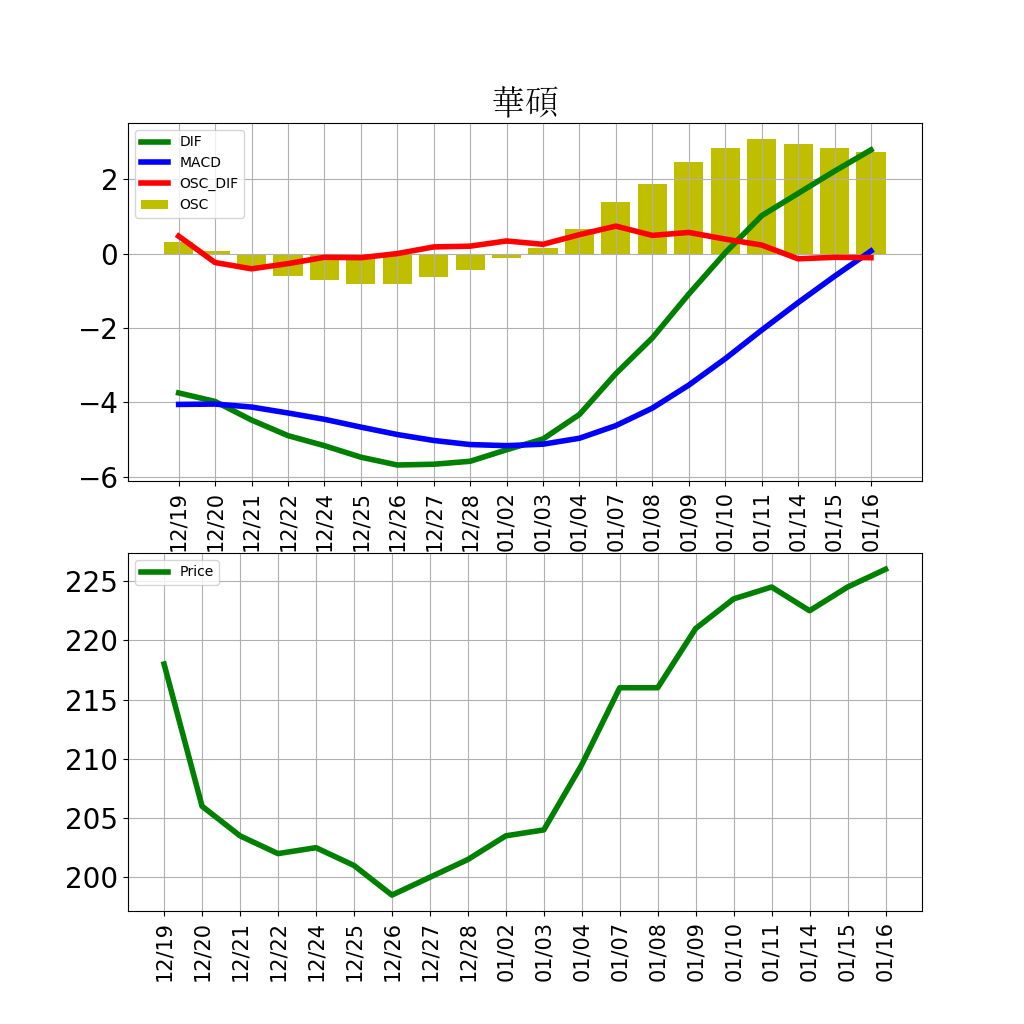 華碩
DIF
MACD
OSC_DIF
OSC
2
0
−2
−4
−6
12/19 12/20 12/21 12/22 12/24 12/25 12/26 12/27 12/28 01/02 01/03 01/04 01/07 01/08 01/09 01/10 01/11 01/14 01/15 01/16
Price
225
220
215
210
205
200
12/19 12/20 12/21 12/22 12/24 12/25 12/26 12/27 12/28 01/02 01/03 01/04 01/07 01/08 01/09 01/10 01/11 01/14 01/15 01/16